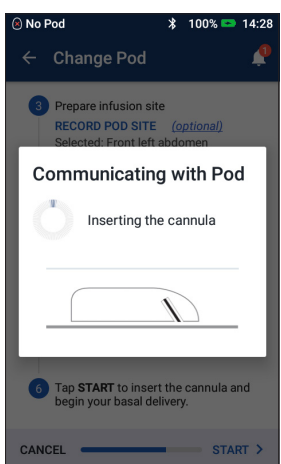 No Pod 100% 14:28
Change Pod 1
3 Prepare infusion site
RECORD POD SITE (optional)
Selected: Front left abdomen
Communicating with Pod
Inserting the cannula
6 Tap START to insert the cannula and
begin your basal delivery.
CANCEL START